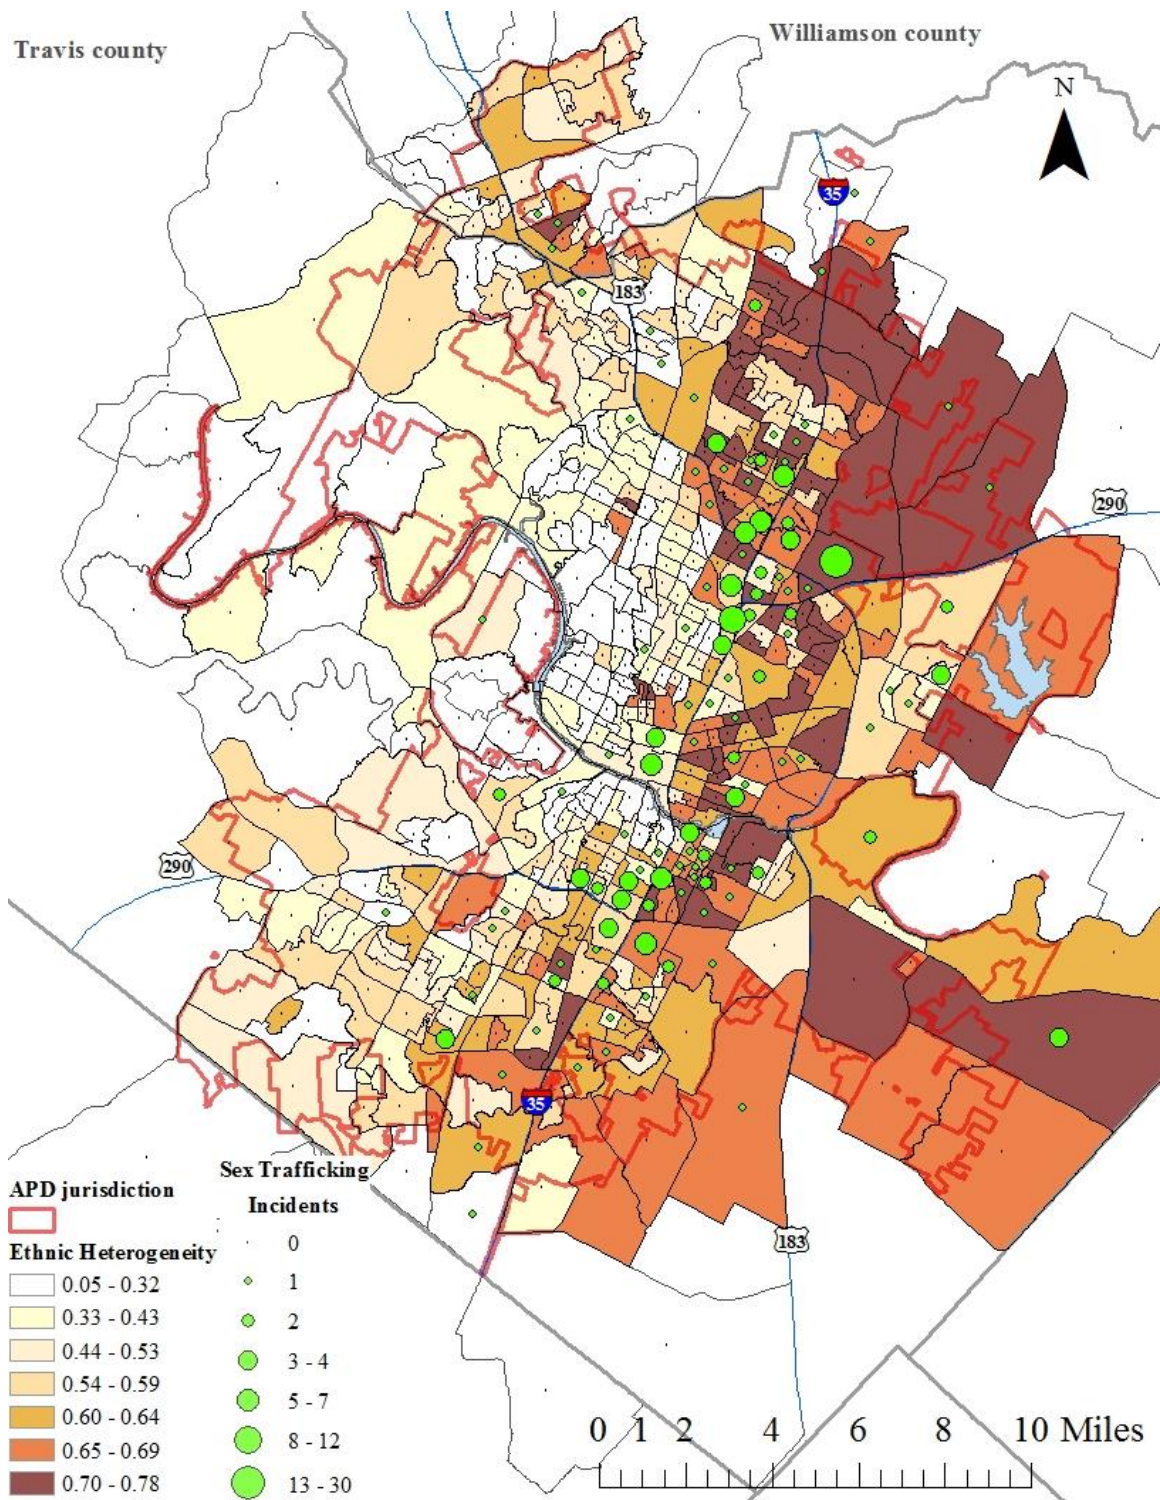 Travis county
Williamson county
N
35
183
290
290
35
183
APD jurisdiction
Ethnic Heterogeneity
0.05 - 0.32
0.33 - 0.43
0.44 - 0.53
0.54 - 0.59
0.60 - 0.64
0.65 - 0.69
0.70 - 0.78
Sex Trafficking
Incidents
0
1
2
3 - 4
5 - 7
8 - 12
13 - 30
0 1 2 4 6 8 10 Miles